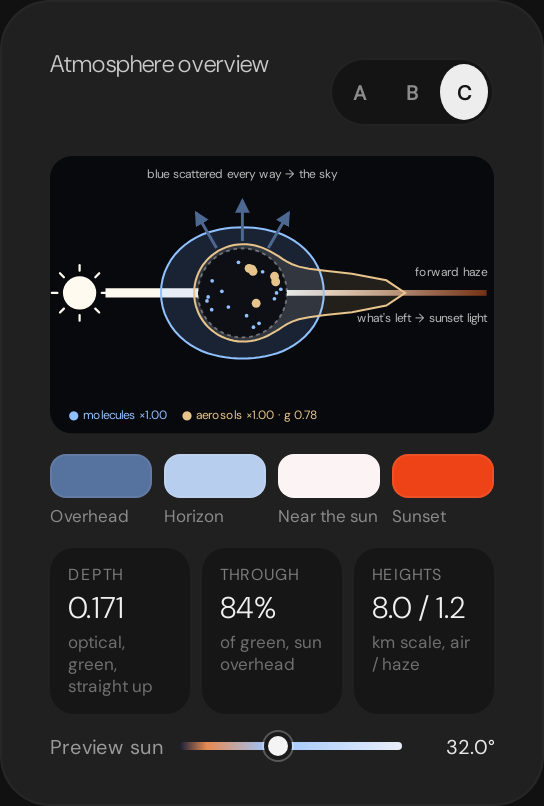 Atmosphere overview
A B C
blue scattered every way → the sky
forward haze
what's left → sunset light
molecules ×1.00 aerosols ×1.00 · g 0.78
Overhead Horizon Near the sun Sunset
DEPTH
0.171
optical,
green,
straight up
THROUGH
84%
of green, sun
overhead
HEIGHTS
8.0 / 1.2
km scale, air
/ haze
Preview sun 32.0°